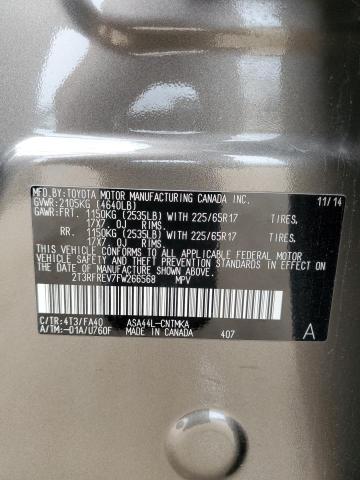 MFD.BY:TOYOTA MOTOR MANUFACTURING CANADA INC. 11/14
GVWR:2105KG (4640LB)
GAWR:FRT. 1150KG (2535LB) WITH 225/65R17 TIRES.
17X7 0J RIMS
RR. 1150KG (2535LB) WITH 225/65R17 TIRES.
17X7 0J RIMS
THIS VEHICLE CONFORMS TO ALL APPLICABLE FEDERAL MOTOR
VEHICLE SAFETY, BUMPER, AND THEFT PREVENTION STANDARDS IN
EFFECT ON THE DATE OF MANUFACTURE SHOWN ABOVE.
2T3RFREV7FW266568 MPV
C/TR:4T3/FA40 ASA44L-CNTMKA
A/TM:-01A/U760F MADE IN CANADA 407 A